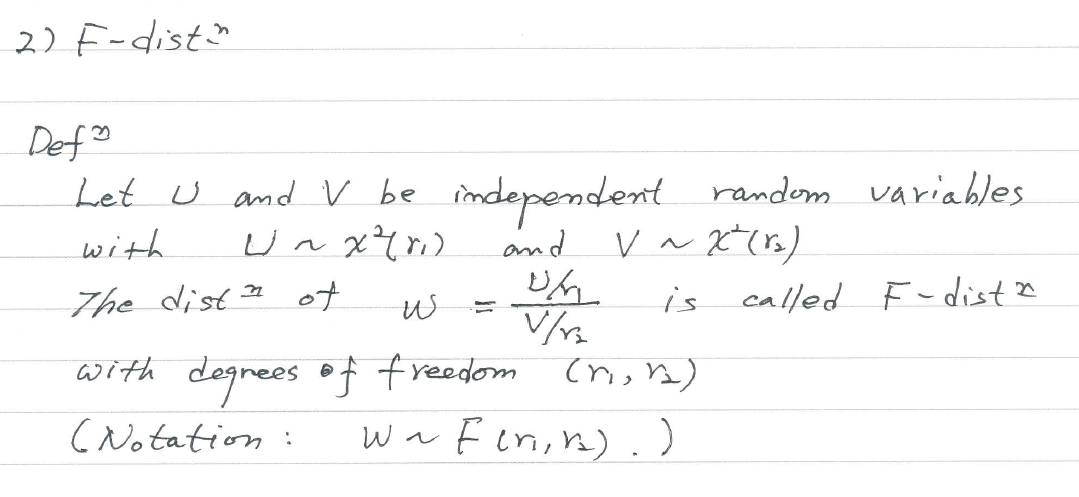 2) F-distⁿ
Defⁿ
Let U and V be independent random variables
with U ~ χ²(r₁) and V ~ χ²(r₂)
The distⁿ of W = (U/r₁)/(V/r₂) is called F-distⁿ
with degrees of freedom (r₁, r₂)
(Notation : W ~ F(r₁, r₂). )